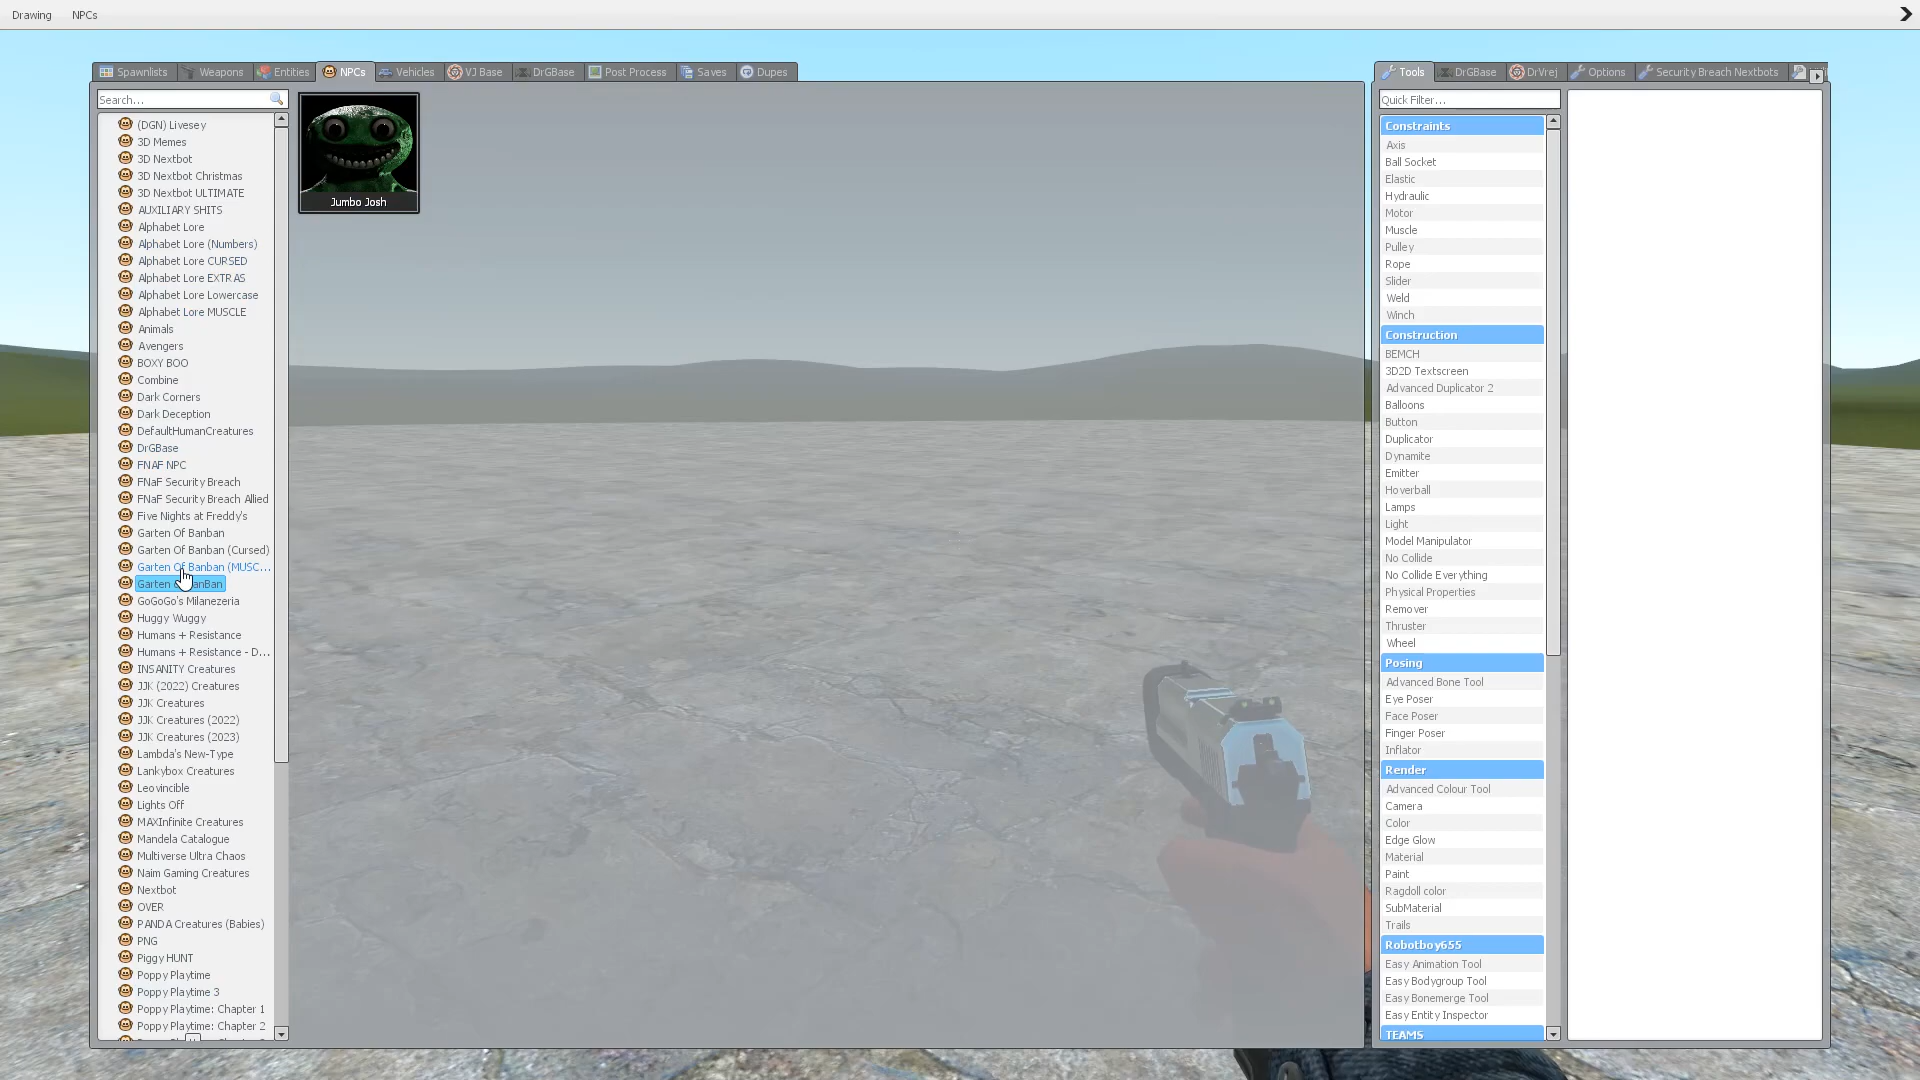 Drawing NPCs
Spawnlists Weapons Entities NPCs Vehicles VJ Base DrGBase Post Process Saves Dupes
Search...
(DGN) Livesey
3D Memes
3D Nextbot
3D Nextbot Christmas
3D Nextbot ULTIMATE
AUXILIARY SHITS
Alphabet Lore
Alphabet Lore (Numbers)
Alphabet Lore CURSED
Alphabet Lore EXTRAS
Alphabet Lore Lowercase
Alphabet Lore MUSCLE
Animals
Avengers
BOXY BOO
Combine
Dark Corners
Dark Deception
DefaultHumanCreatures
DrGBase
FNAF NPC
FNaF Security Breach
FNaF Security Breach Allied
Five Nights at Freddy's
Garten Of Banban
Garten Of Banban (Cursed)
Garten Of Banban (MUSC...
Garten
GoGoGo's Milanezeria
Huggy Wuggy
Humans + Resistance
Humans + Resistance - D...
INSANITY Creatures
JJK (2022) Creatures
JJK Creatures
JJK Creatures (2022)
JJK Creatures (2023)
Lambda's New-Type
Lankybox Creatures
Leovincible
Lights Off
MAXInfinite Creatures
Mandela Catalogue
Multiverse Ultra Chaos
Naim Gaming Creatures
Nextbot
OVER
PANDA Creatures (Babies)
PNG
Piggy HUNT
Poppy Playtime
Poppy Playtime 3
Poppy Playtime: Chapter 1
Poppy Playtime: Chapter 2
Jumbo Josh
Tools DrGBase DrVrej Options Security Breach Nextbots
Quick Filter...
Constraints
Axis
Ball Socket
Elastic
Hydraulic
Motor
Muscle
Pulley
Rope
Slider
Weld
Winch
Construction
BEMCH
3D2D Textscreen
Advanced Duplicator 2
Balloons
Button
Duplicator
Dynamite
Emitter
Hoverball
Lamps
Light
Model Manipulator
No Collide
No Collide Everything
Physical Properties
Remover
Thruster
Wheel
Posing
Advanced Bone Tool
Eye Poser
Face Poser
Finger Poser
Inflator
Render
Advanced Colour Tool
Camera
Color
Edge Glow
Material
Paint
Ragdoll color
SubMaterial
Trails
Robotboy655
Easy Animation Tool
Easy Bodygroup Tool
Easy Bonemerge Tool
Easy Entity Inspector
TEAMS